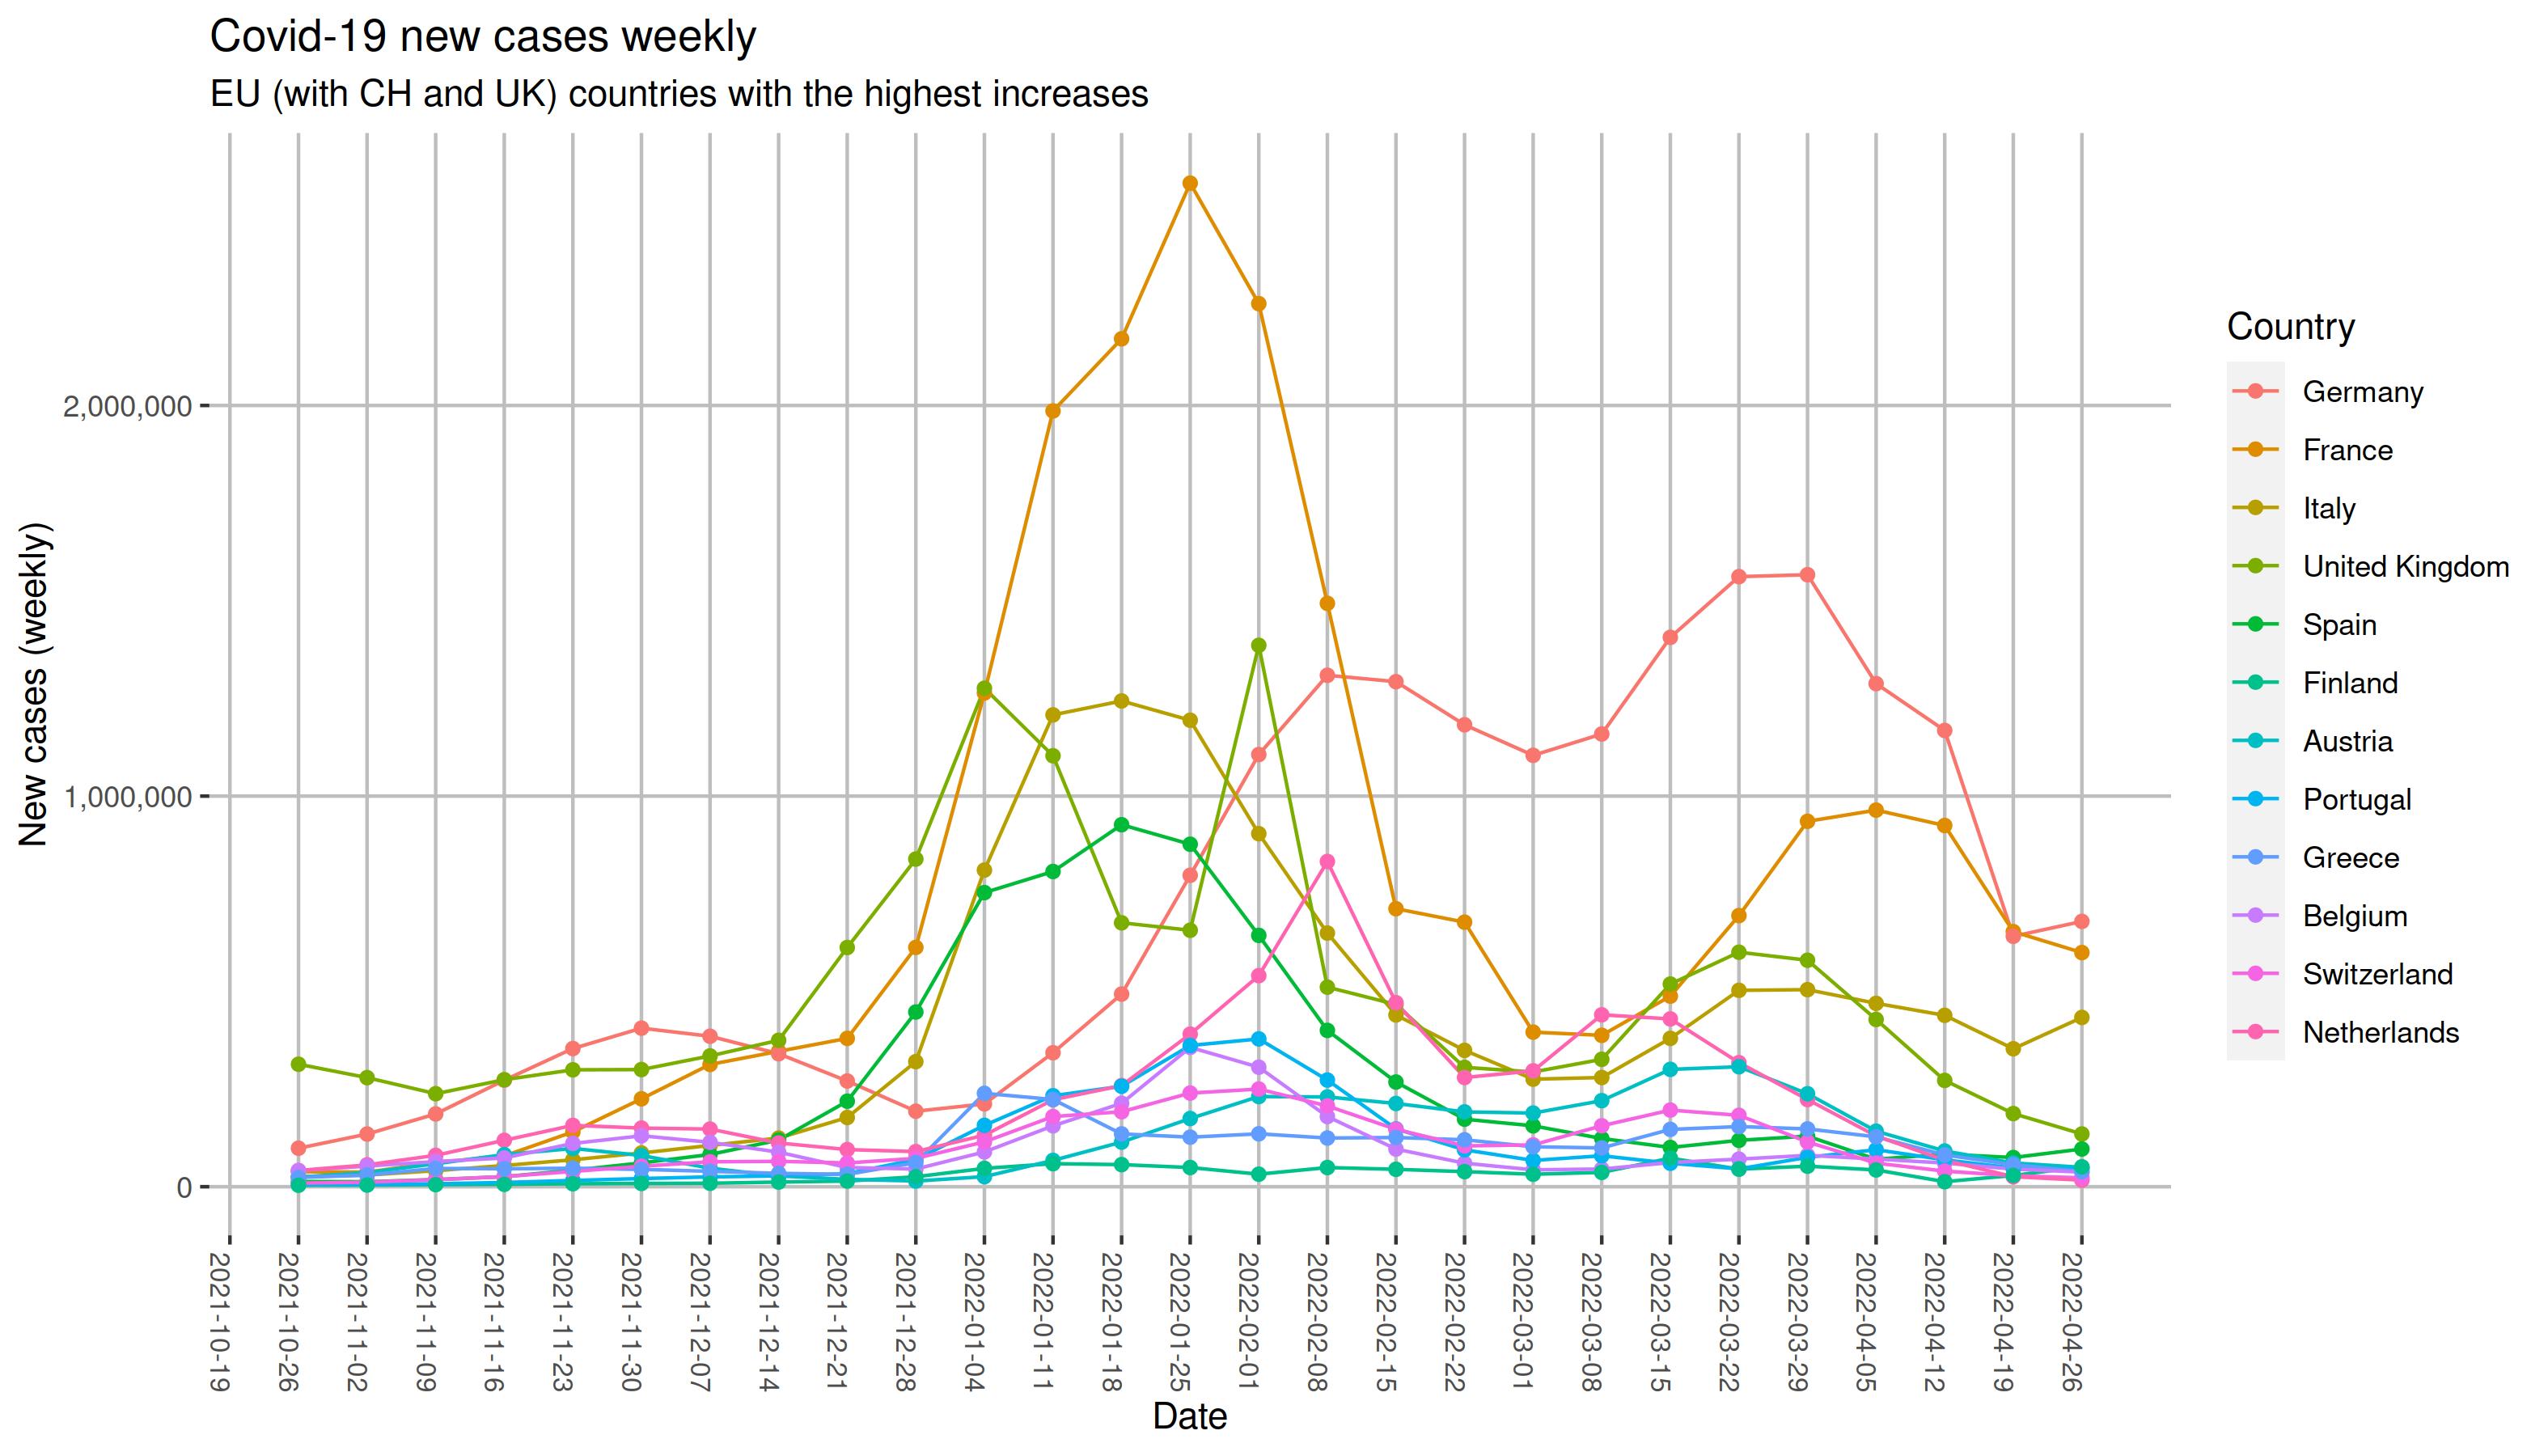 Covid-19 new cases weekly
EU (with CH and UK) countries with the highest increases
New cases (weekly)
2,000,000
1,000,000
0
2021-10-19
2021-10-26
2021-11-02
2021-11-09
2021-11-16
2021-11-23
2021-11-30
2021-12-07
2021-12-14
2021-12-21
2021-12-28
2022-01-04
2022-01-11
2022-01-18
2022-01-25
2022-02-01
2022-02-08
2022-02-15
2022-02-22
2022-03-01
2022-03-08
2022-03-15
2022-03-22
2022-03-29
2022-04-05
2022-04-12
2022-04-19
2022-04-26
Date
Country
Germany
France
Italy
United Kingdom
Spain
Finland
Austria
Portugal
Greece
Belgium
Switzerland
Netherlands